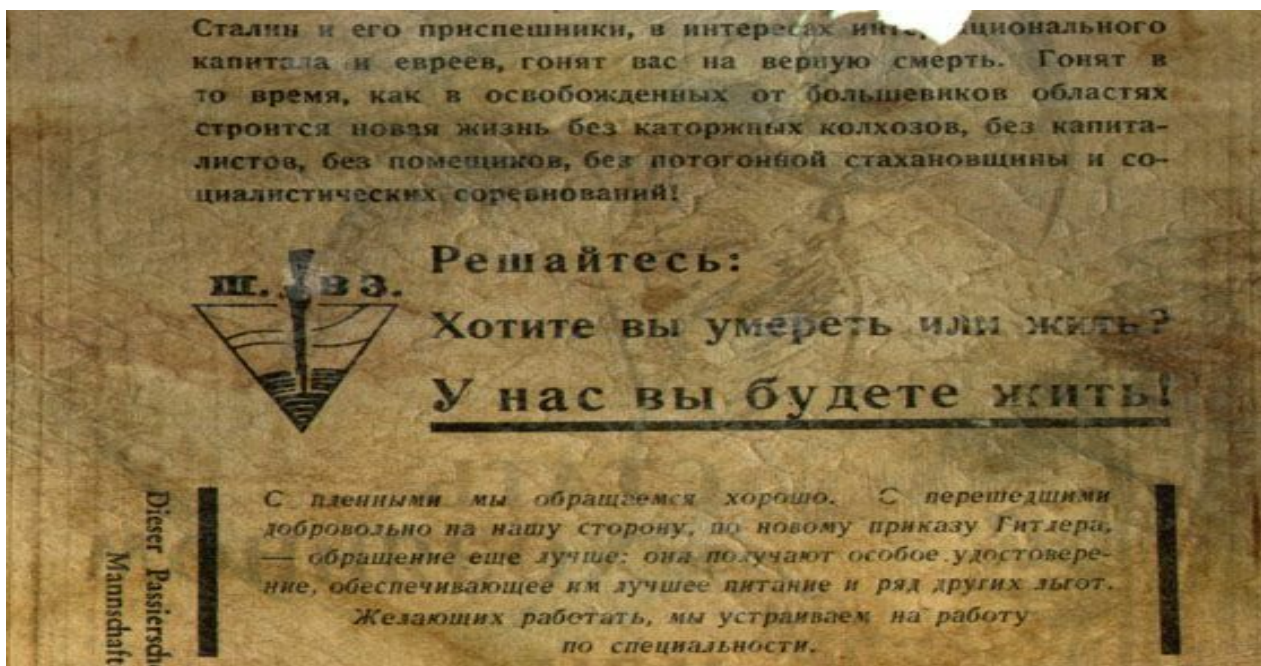 Сталин и его приспешники, в интересах интернационального
капитала и евреев, гонят вас на верную смерть. Гонят в
то время, как в освобожденных от большевиков областях
строится новая жизнь без каторжных колхозов, без капита-
листов, без помещиков, без потогонной стахановщины и со-
циалистических соревнований!
Решайтесь:
Ш. В З.
Хотите вы умереть или жить?
У нас вы будете жить!
С пленными мы обращаемся хорошо. С перешедшими
добровольно на нашу сторону, по новому приказу Гитлера,
— обращение еще лучше: они получают особое удостовере-
ние, обеспечивающее им лучшее питание и ряд других льгот.
Желающих работать, мы устраиваем на работу
по специальности.
Dieser
Mannschaft